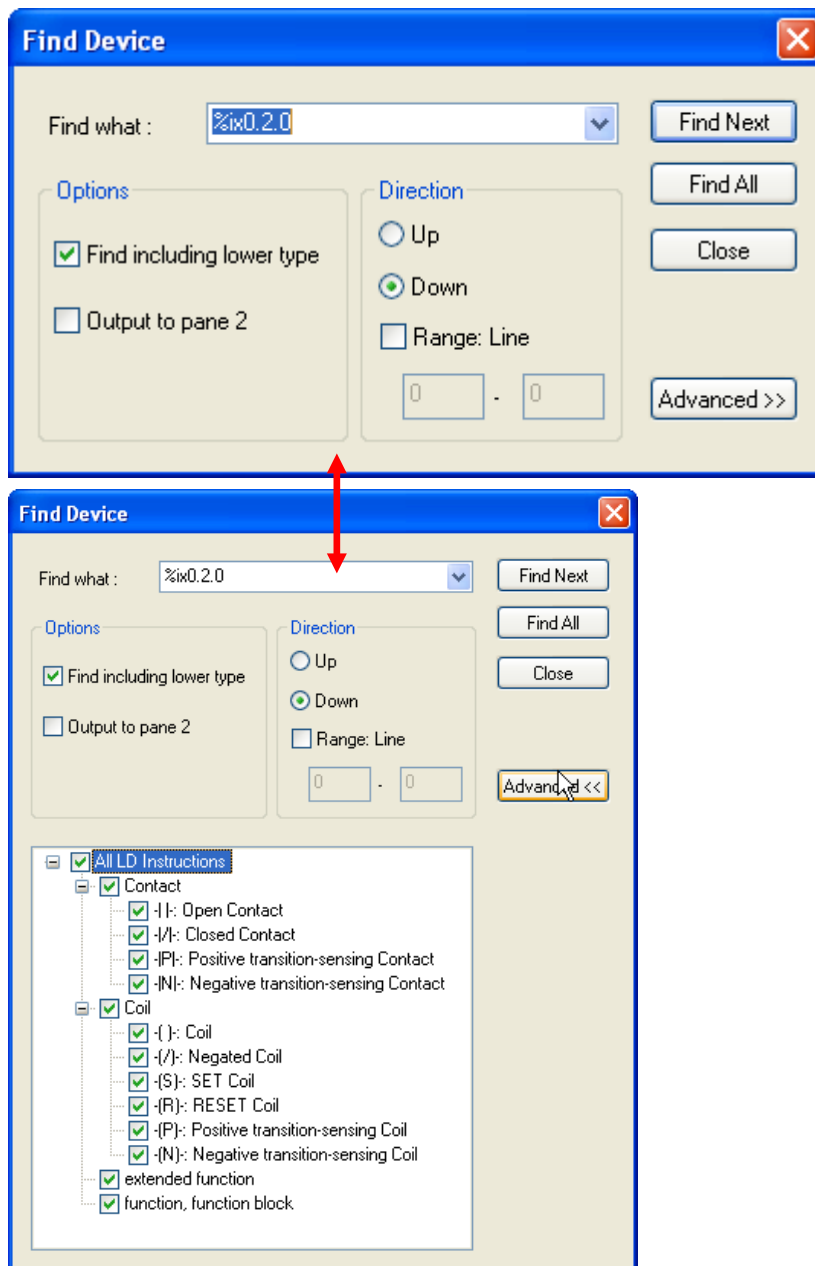 Find Device
Find what :
%ix0.2.0
Find Next
Options
Direction
Find All
Find including lower type
Up
Close
Down
Output to pane 2
Range: Line
0 - 0
Advanced >>
Find Device
Find what :
%ix0.2.0
Find Next
Options
Direction
Find All
Find including lower type
Up
Close
Down
Output to pane 2
Range: Line
0 - 0
Advanced <<
All LD Instructions
Contact
-| |-: Open Contact
-|/|-: Closed Contact
-|P|-: Positive transition-sensing Contact
-|N|-: Negative transition-sensing Contact
Coil
-( )-: Coil
-(/)-: Negated Coil
-(S)-: SET Coil
-(R)-: RESET Coil
-(P)-: Positive transition-sensing Coil
-(N)-: Negative transition-sensing Coil
extended function
function, function block